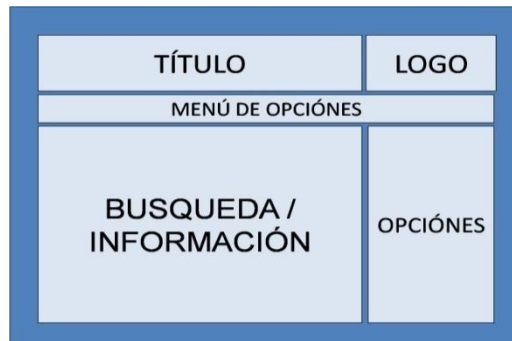 TÍTULO
LOGO
MENÚ DE OPCIÓNES
BUSQUEDA /
INFORMACIÓN
OPCIÓNES